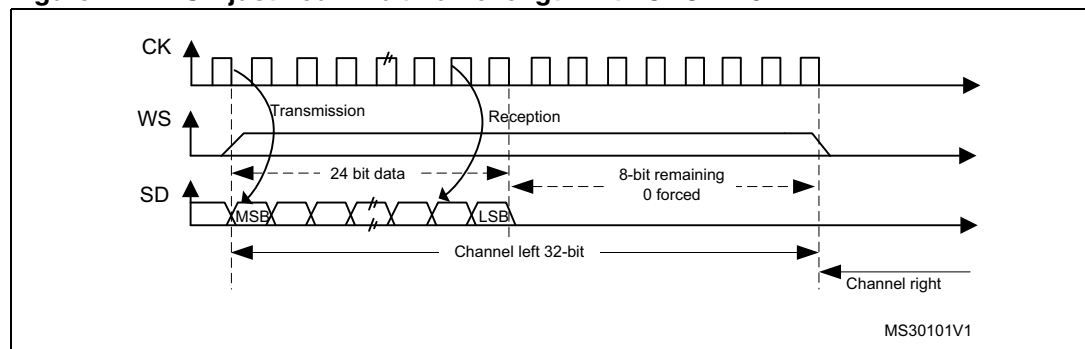 CK
Transmission
Reception
WS
24 bit data
8-bit remaining
0 forced
SD
MSB
LSB
Channel left 32-bit
Channel right
MS30101V1